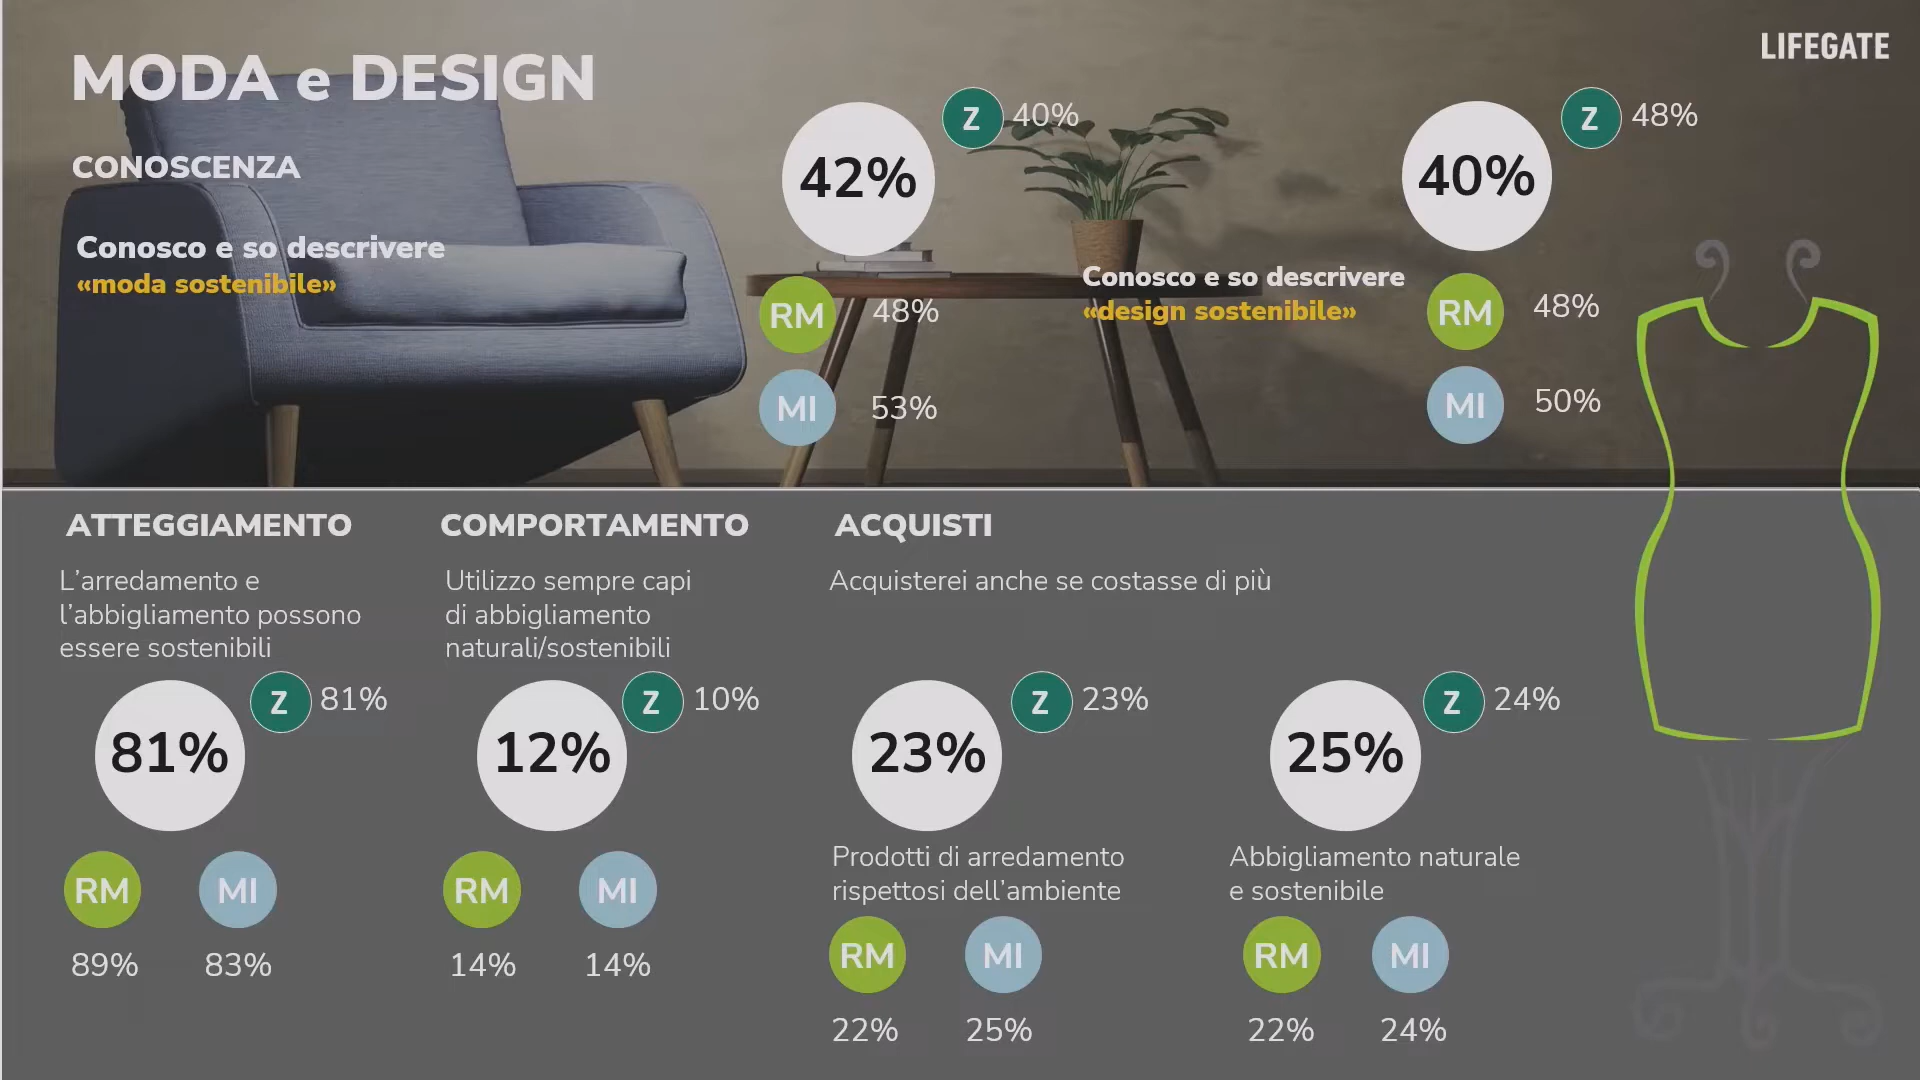 MODA e DESIGN
LIFEGATE
CONOSCENZA
Conosco e so descrivere
«moda sostenibile»
42%
Z 40%
RM 48%
MI 53%
Conosco e so descrivere
«design sostenibile»
40%
Z 48%
RM 48%
MI 50%
ATTEGGIAMENTO
L’arredamento e
l’abbigliamento possono
essere sostenibili
81%
Z 81%
RM MI
89% 83%
COMPORTAMENTO
Utilizzo sempre capi
di abbigliamento
naturali/sostenibili
12%
Z 10%
RM MI
14% 14%
ACQUISTI
Acquisterei anche se costasse di più
23%
Z 23%
Prodotti di arredamento
rispettosi dell’ambiente
RM MI
22% 25%
25%
Z 24%
Abbigliamento naturale
e sostenibile
RM MI
22% 24%